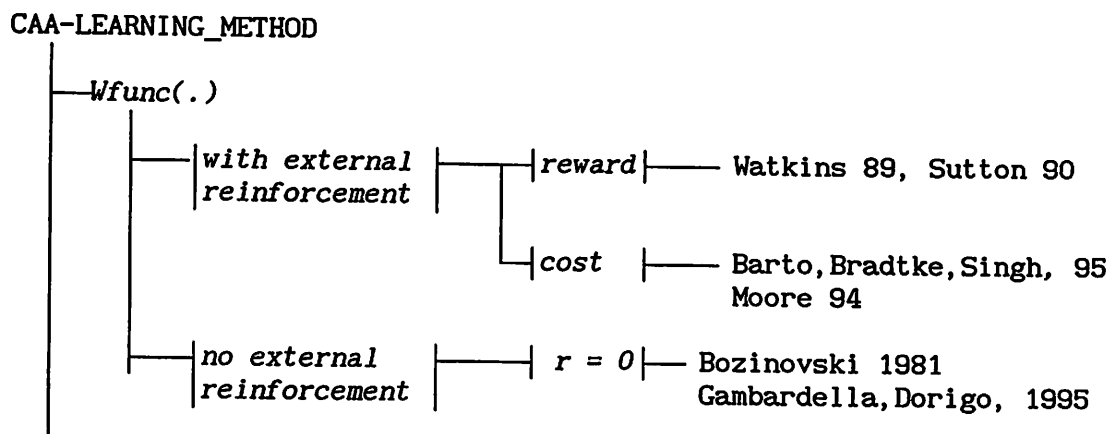 CAA-LEARNING_METHOD
Wfunc(.)
with external
reinforcement
reward
Watkins 89, Sutton 90
cost
Barto,Bradtke,Singh, 95
Moore 94
no external
reinforcement
r = 0
Bozinovski 1981
Gambardella,Dorigo, 1995